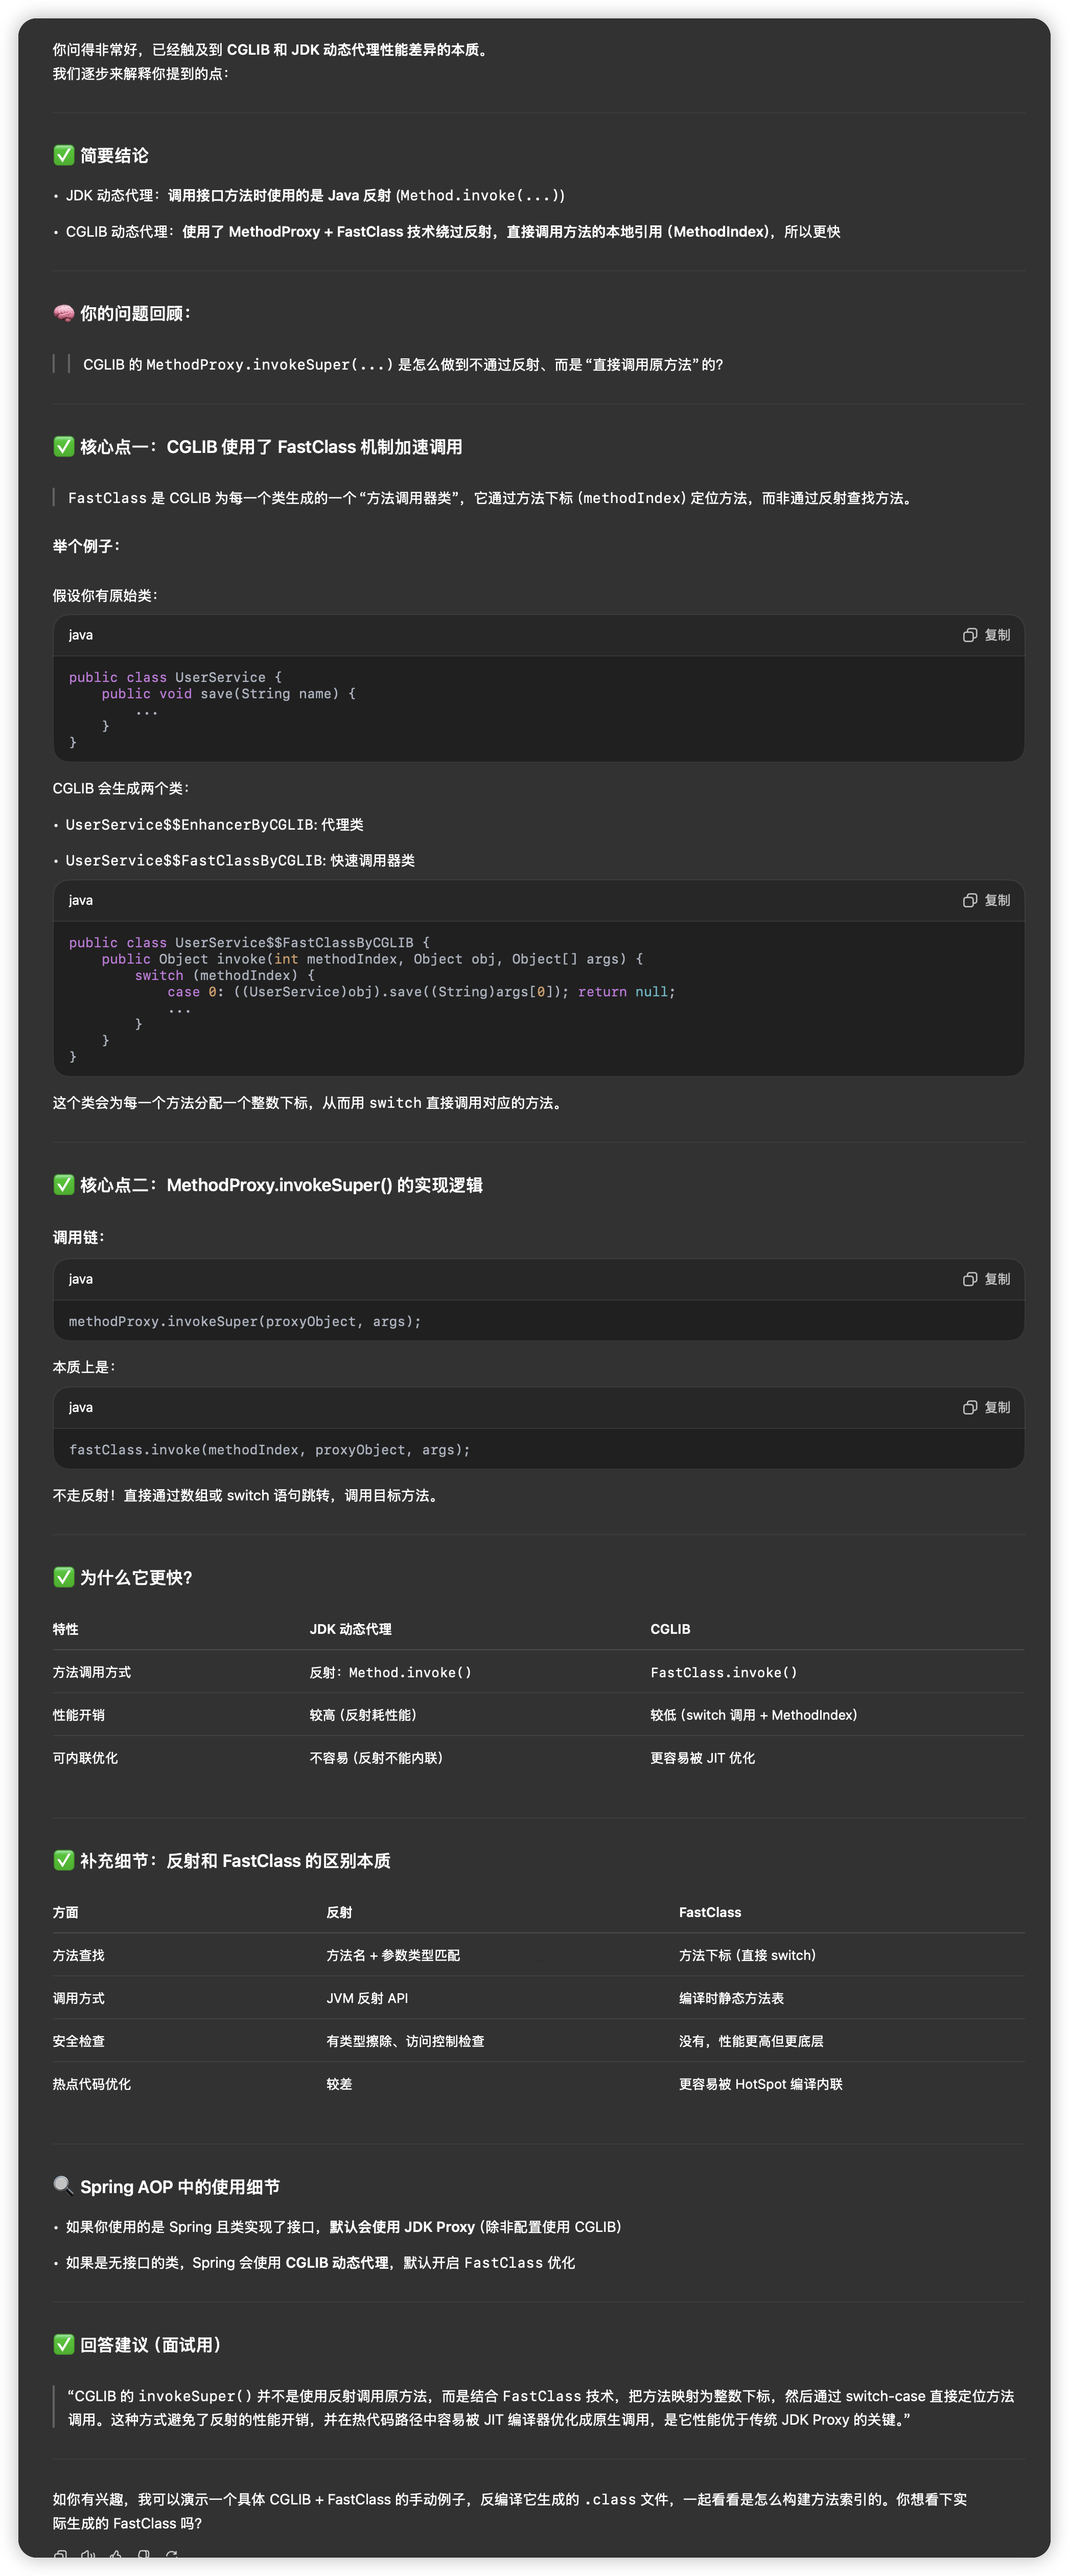 你问得非常好，已经触及到 CGLIB 和 JDK 动态代理性能差异的本质。
我们逐步来解释你提到的点：
✅ 简要结论
• JDK 动态代理：调用接口方法时使用的是 Java 反射 (Method.invoke(...))
• CGLIB 动态代理：使用了 MethodProxy + FastClass 技术绕过反射，直接调用方法的本地引用（MethodIndex），所以更快
🧠 你的问题回顾：
CGLIB 的 MethodProxy.invokeSuper(...) 是怎么做到不通过反射、而是“直接调用原方法”的?
✅ 核心点一：CGLIB 使用了 FastClass 机制加速调用
FastClass 是 CGLIB 为每一个类生成的一个“方法调用器类”，它通过方法下标 (methodIndex) 定位方法，而非通过反射查找方法。
举个例子：
假设你有原始类：
java 复制
public class UserService {
    public void save(String name) {
        ...
    }
}
CGLIB 会生成两个类：
• UserService$$EnhancerByCGLIB: 代理类
• UserService$$FastClassByCGLIB: 快速调用器类
java 复制
public class UserService$$FastClassByCGLIB {
    public Object invoke(int methodIndex, Object obj, Object[] args) {
        switch (methodIndex) {
            case 0: ((UserService)obj).save((String)args[0]); return null;
            ...
        }
    }
}
这个类会为每一个方法分配一个整数下标，从而用 switch 直接调用对应的方法。
✅ 核心点二：MethodProxy.invokeSuper() 的实现逻辑
调用链：
java 复制
methodProxy.invokeSuper(proxyObject, args);
本质上是：
java 复制
fastClass.invoke(methodIndex, proxyObject, args);
不走反射！直接通过数组或 switch 语句跳转，调用目标方法。
✅ 为什么它更快?
特性 JDK 动态代理 CGLIB
方法调用方式 反射：Method.invoke() FastClass.invoke()
性能开销 较高（反射耗性能） 较低（switch 调用 + MethodIndex）
可内联优化 不容易（反射不能内联） 更容易被 JIT 优化
✅ 补充细节：反射和 FastClass 的区别本质
方面 反射 FastClass
方法查找 方法名 + 参数类型匹配 方法下标（直接 switch）
调用方式 JVM 反射 API 编译时静态方法表
安全检查 有类型擦除、访问控制检查 没有，性能更高但更底层
热点代码优化 较差 更容易被 HotSpot 编译内联
🔍 Spring AOP 中的使用细节
• 如果你使用的是 Spring 且类实现了接口，默认会使用 JDK Proxy（除非配置使用 CGLIB）
• 如果是无接口的类，Spring 会使用 CGLIB 动态代理，默认开启 FastClass 优化
✅ 回答建议（面试用）
“CGLIB 的 invokeSuper() 并不是使用反射调用原方法，而是结合 FastClass 技术，把方法映射为整数下标，然后通过 switch-case 直接定位方法
调用。这种方式避免了反射的性能开销，并在热代码路径中容易被 JIT 编译器优化成原生调用，是它性能优于传统 JDK Proxy 的关键。”
如你有兴趣，我可以演示一个具体 CGLIB + FastClass 的手动例子，反编译它生成的 .class 文件，一起看看是怎么构建方法索引的。你想看下实
际生成的 FastClass 吗?